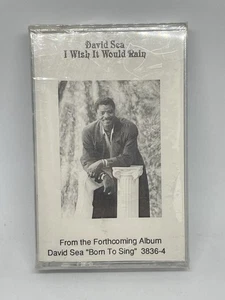 David Sea
I Wish It Would Rain
From the Forthcoming Album
David Sea "Born To Sing" 3836-4